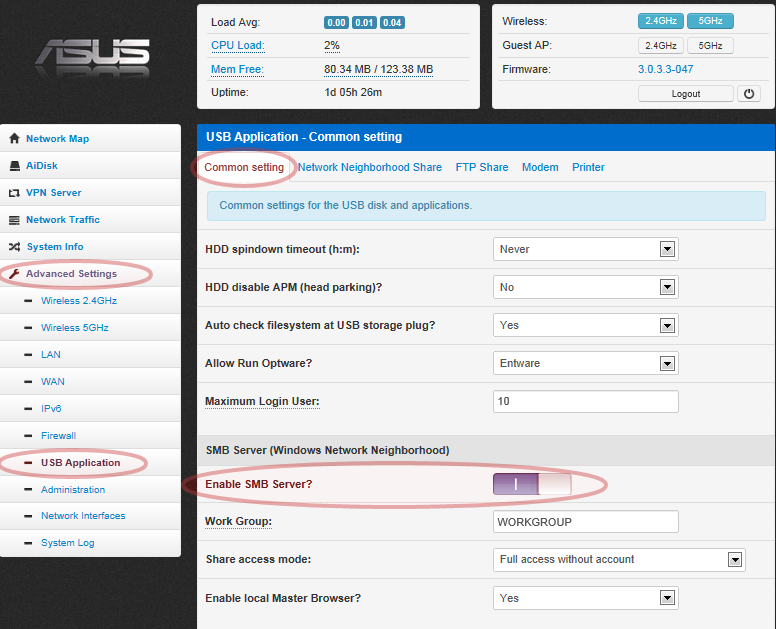 ASUS
Load Avg: 0.00 0.01 0.04
CPU Load: 2%
Mem Free: 80.34 MB / 123.38 MB
Uptime: 1d 05h 26m
Wireless: 2.4GHz 5GHz
Guest AP: 2.4GHz 5GHz
Firmware: 3.0.3.3-047
Logout
Network Map
AiDisk
VPN Server
Network Traffic
System Info
Advanced Settings
Wireless 2.4GHz
Wireless 5GHz
LAN
WAN
IPv6
Firewall
USB Application
Administration
Network Interfaces
System Log
USB Application - Common setting
Common setting Network Neighborhood Share FTP Share Modem Printer
Common settings for the USB disk and applications.
HDD spindown timeout (h:m): Never
HDD disable APM (head parking)? No
Auto check filesystem at USB storage plug? Yes
Allow Run Optware? Entware
Maximum Login User: 10
SMB Server (Windows Network Neighborhood)
Enable SMB Server?
Work Group: WORKGROUP
Share access mode: Full access without account
Enable local Master Browser? Yes